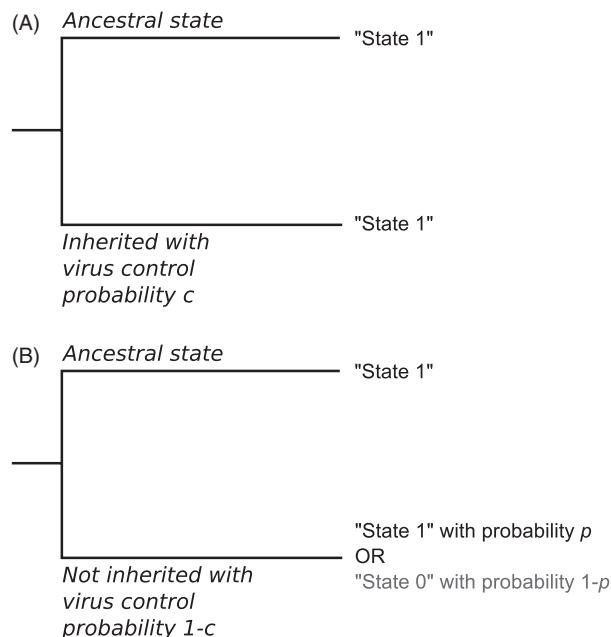 (A)
Ancestral state
"State 1"
"State 1"
Inherited with
virus control
probability c
(B)
Ancestral state
"State 1"
"State 1" with probability p
OR
"State 0" with probability 1-p
Not inherited with
virus control
probability 1-c